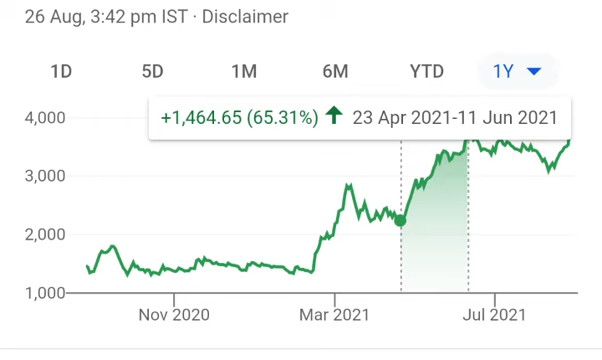 26 Aug, 3:42 pm IST · Disclaimer
1D 5D 1M 6M YTD 1Y
4,000
+1,464.65 (65.31%) 23 Apr 2021-11 Jun 2021
3,000
2,000
1,000
Nov 2020 Mar 2021 Jul 2021